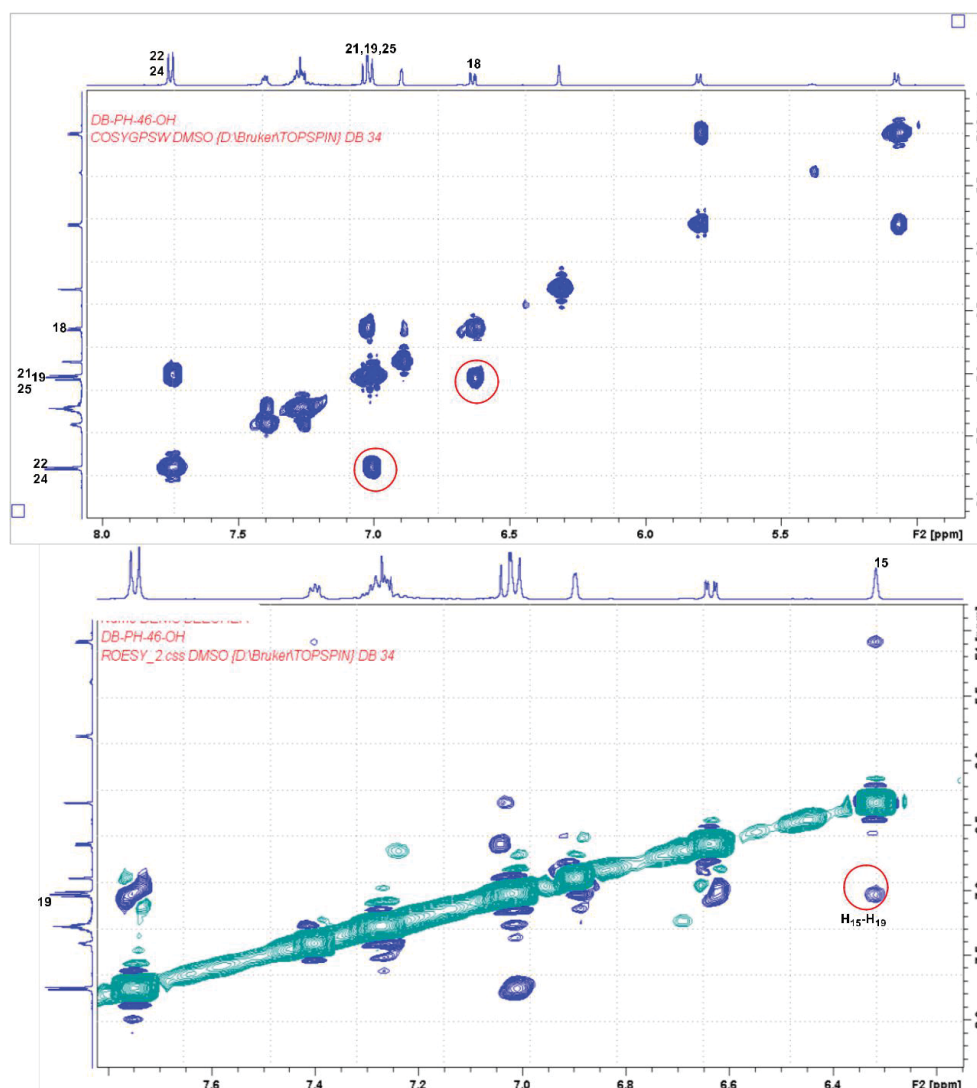 22
24
21,19,25
18
DB-PH-46-OH
COSYGPSW DMSO {D:\Bruker\TOPSPIN} DB 34
18
21
19
25
22
24
8.0 7.5 7.0 6.5 6.0 5.5 F2 [ppm]
15
DB-PH-46-OH
ROESY_2.css DMSO {D:\Bruker\TOPSPIN} DB 34
19
H15-H19
7.6 7.4 7.2 7.0 6.8 6.6 6.4 F2 [ppm]